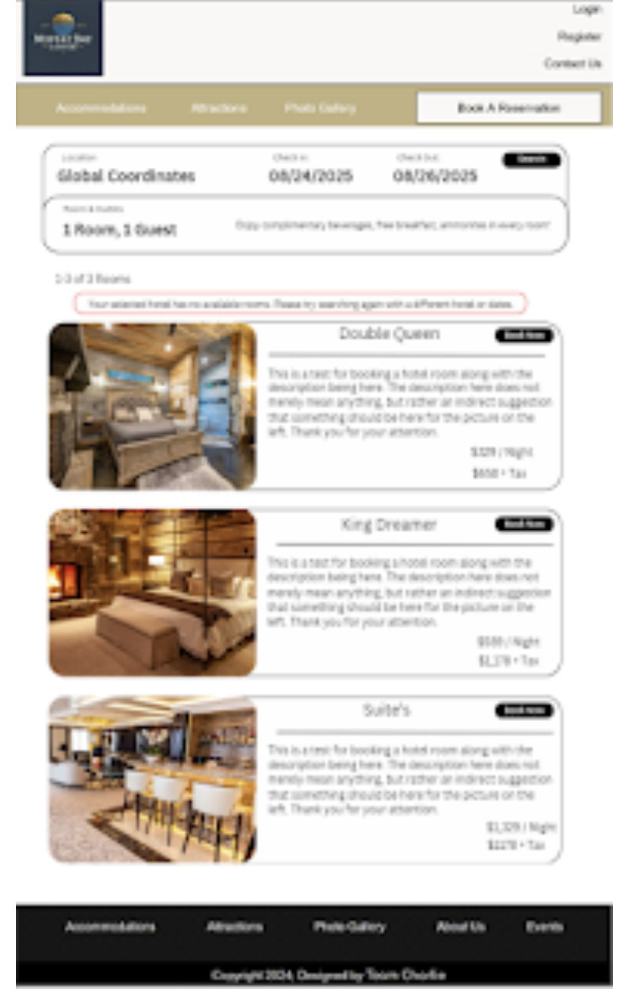 Login
Register
Contact Us
Accommodations
Attractions
Photo Gallery
Book A Reservation
Location
Check In:
Check Out:
Search
Global Coordinates
08/24/2025
08/26/2025
1 Room, 1 Guest
Enjoy complimentary beverages, free breakfast, in every room!
1-3 of 3 Rooms
Your selected hotel has no available rooms. Please try searching again with a different hotel or dates.
Double Queen
Book Now
This is a test for booking a hotel room along with the
description being here. The description here does not
merely mean anything, but rather an indirect suggestion
that something should be here for the picture on the
left. Thank you for your attention.
$329 / Night
$658 + Tax
King Dreamer
Book Now
This is a test for booking a hotel room along with the
description being here. The description here does not
merely mean anything, but rather an indirect suggestion
that something should be here for the picture on the
left. Thank you for your attention.
/ Night
+ Tax
Suite's
Book Now
This is a test for booking a hotel room along with the
description being here. The description here does not
merely mean anything, but rather an indirect suggestion
that something should be here for the picture on the
left. Thank you for your attention.
$1,329 / Night
+ Tax
Accommodations
Attractions
Photo Gallery
About Us
Events
Copyright 2024, Designed by Team Charlie